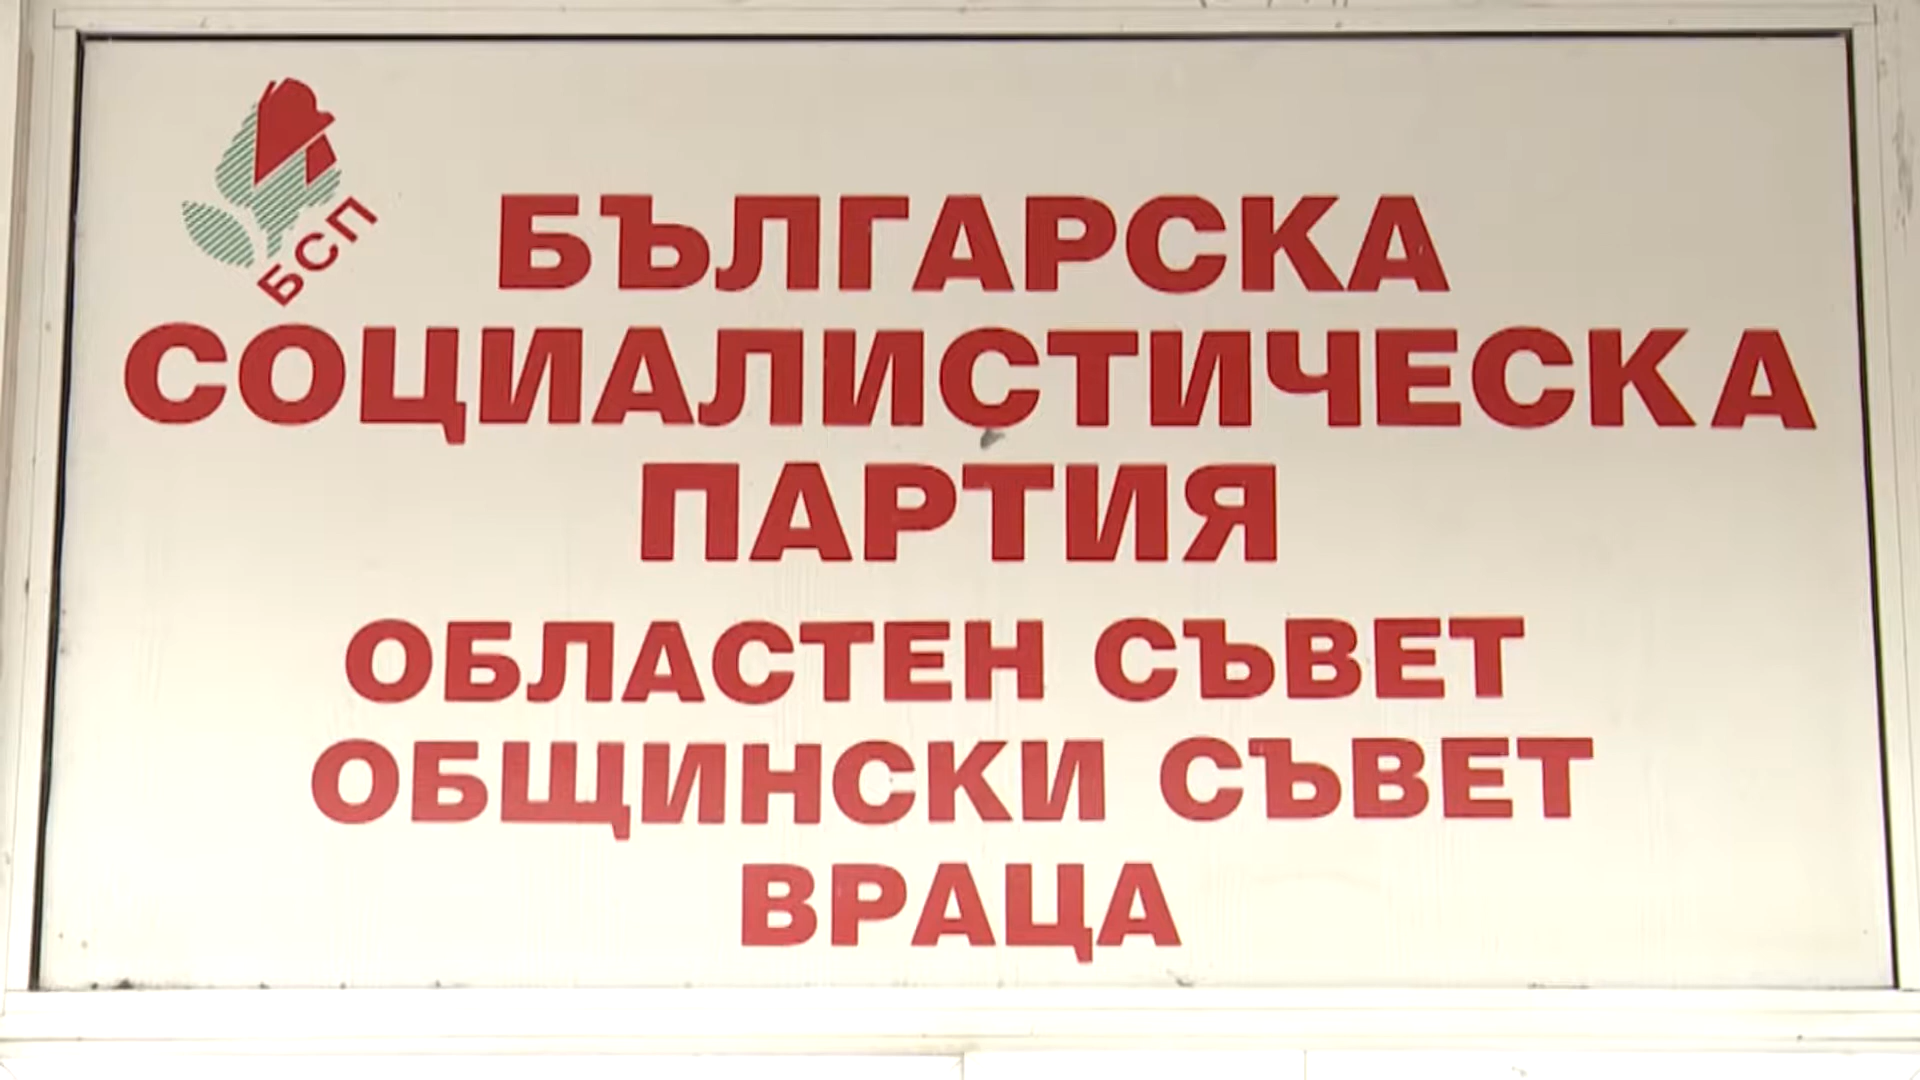 БСП
БЪЛГАРСКА
СОЦИАЛИСТИЧЕСКА
ПАРТИЯ
ОБЛАСТЕН СЪВЕТ
ОБЩИНСКИ СЪВЕТ
ВРАЦА